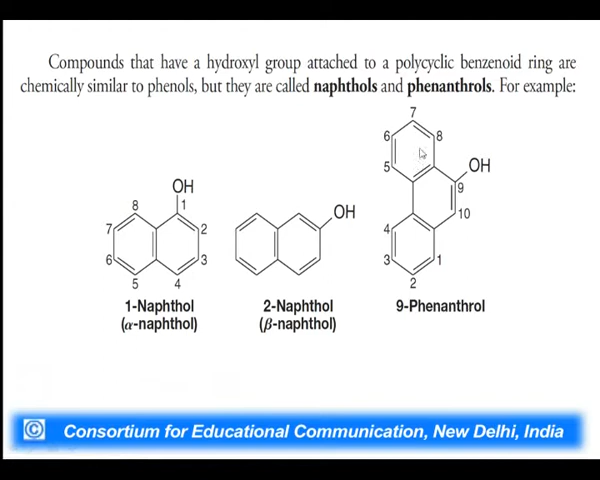 Compounds that have a hydroxyl group attached to a polycyclic benzenoid ring are
chemically similar to phenols, but they are called naphthols and phenanthrols. For example:
7
6 8
5 OH
9
OH
1
8 2
7 3
6
5 4
OH
10
4
3 1
2
1-Naphthol
(α-naphthol)
2-Naphthol
(β-naphthol)
9-Phenanthrol
© Consortium for Educational Communication, New Delhi, India